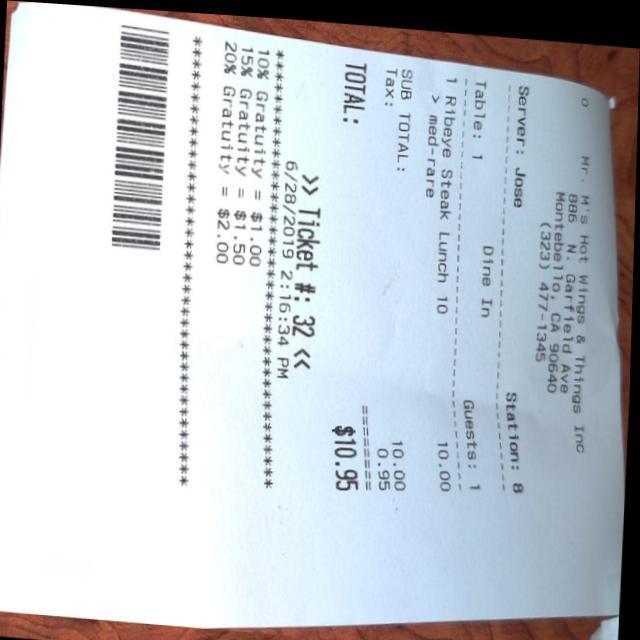 Mr. M's Hot Wings & Things Inc
886 N. Garfield Ave
Montebello, CA 90640
(323) 477-1345
Server: Jose Station: 8
Table: 1 Dine In Guests: 1
1 Ribeye Steak Lunch 10 10.00
> med-rare
SUB TOTAL: 10.00
Tax: 0.95
========
TOTAL: $10.95
>> Ticket #: 32 <<
6/28/2019 2:16:34 PM
10% Gratuity = $1.00
15% Gratuity = $1.50
20% Gratuity = $2.00